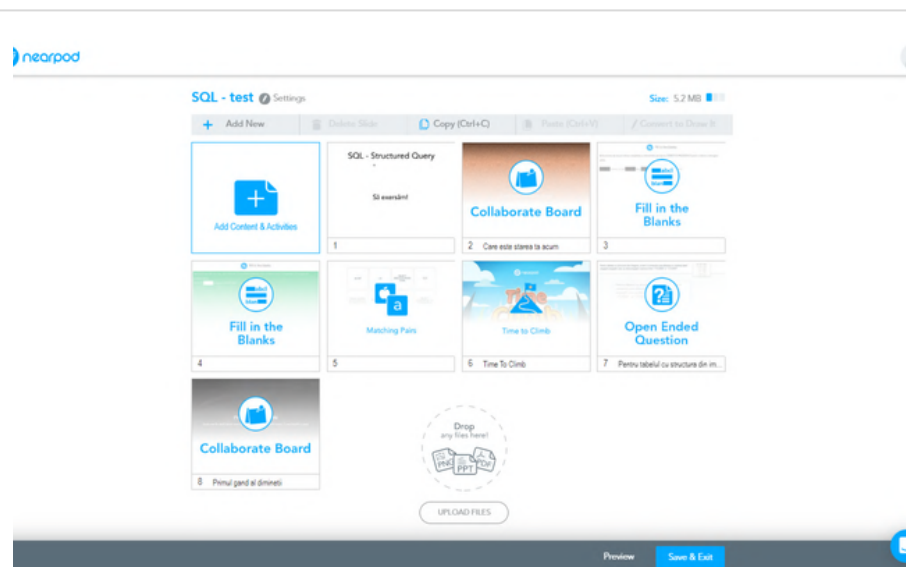 nearpod
SQL - test Settings
Size: 5.2 MB
Add New
Delete Slide
Copy (Ctrl+C)
Paste (Ctrl+V)
Convert to Draw It
Add Content & Activities
SQL - Structured Query
Să exersăm!
1
Collaborate Board
2 Care este starea ta acum
Fill in the
Blanks
3
Fill in the
Blanks
4
a
Matching Pairs
5
Time
Time to Climb
6 Time To Climb
Open Ended
Question
7 Pentru tabelul cu structura din im...
Collaborate Board
8 Primul gand al diminetii
Drop
any files here!
PNG PPT PDF
UPLOAD FILES
Preview
Save & Exit